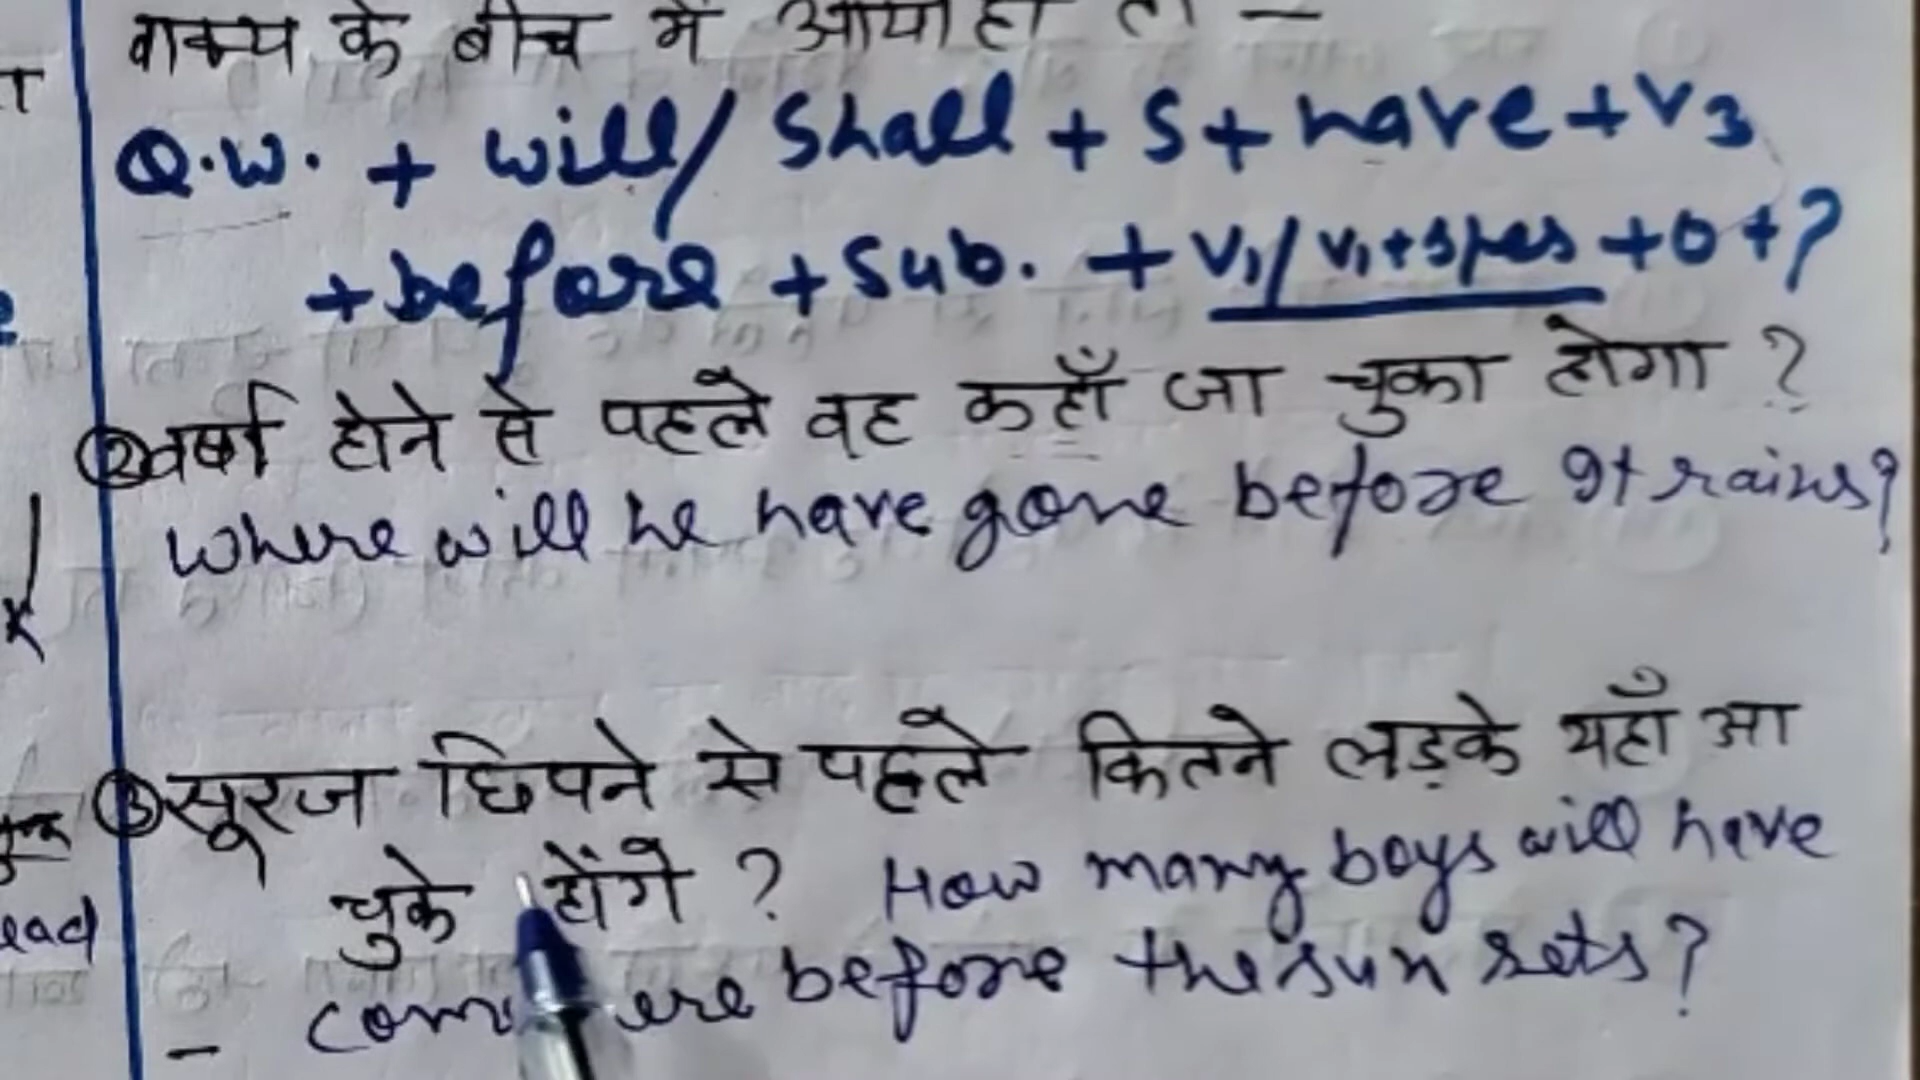 वाक्य के बीच में आया हो तो -
Q.W. + will/ Shall + S + have + V3
+ before + Sub. + V1/ V1+s/es + O + ?
② वर्षा होने से पहले वह कहाँ जा चुका होगा ?
where will he have gone before It rains?
③ सूरज छिपने से पहले कितने लड़के यहाँ आ
चुके होंगे ? How many boys will have
- before the sun sets?